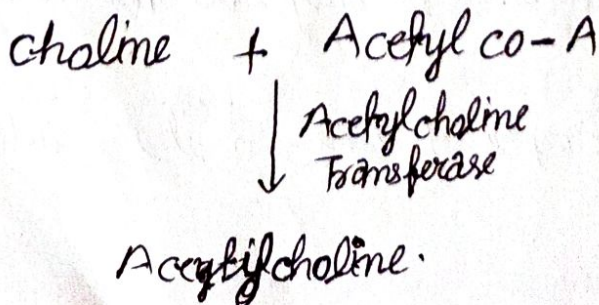 choline + Acetyl co-A
Acetylcholine
Transferase
Acetylcholine.